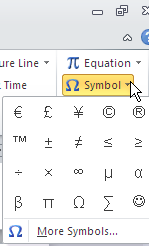 ure Line
π Equation
Time
Ω Symbol
€ £ ¥ © ®
™ ± ≠ ≤ ≥
÷ × ∞ µ α
β π Ω ∑ ☺
Ω More Symbols...